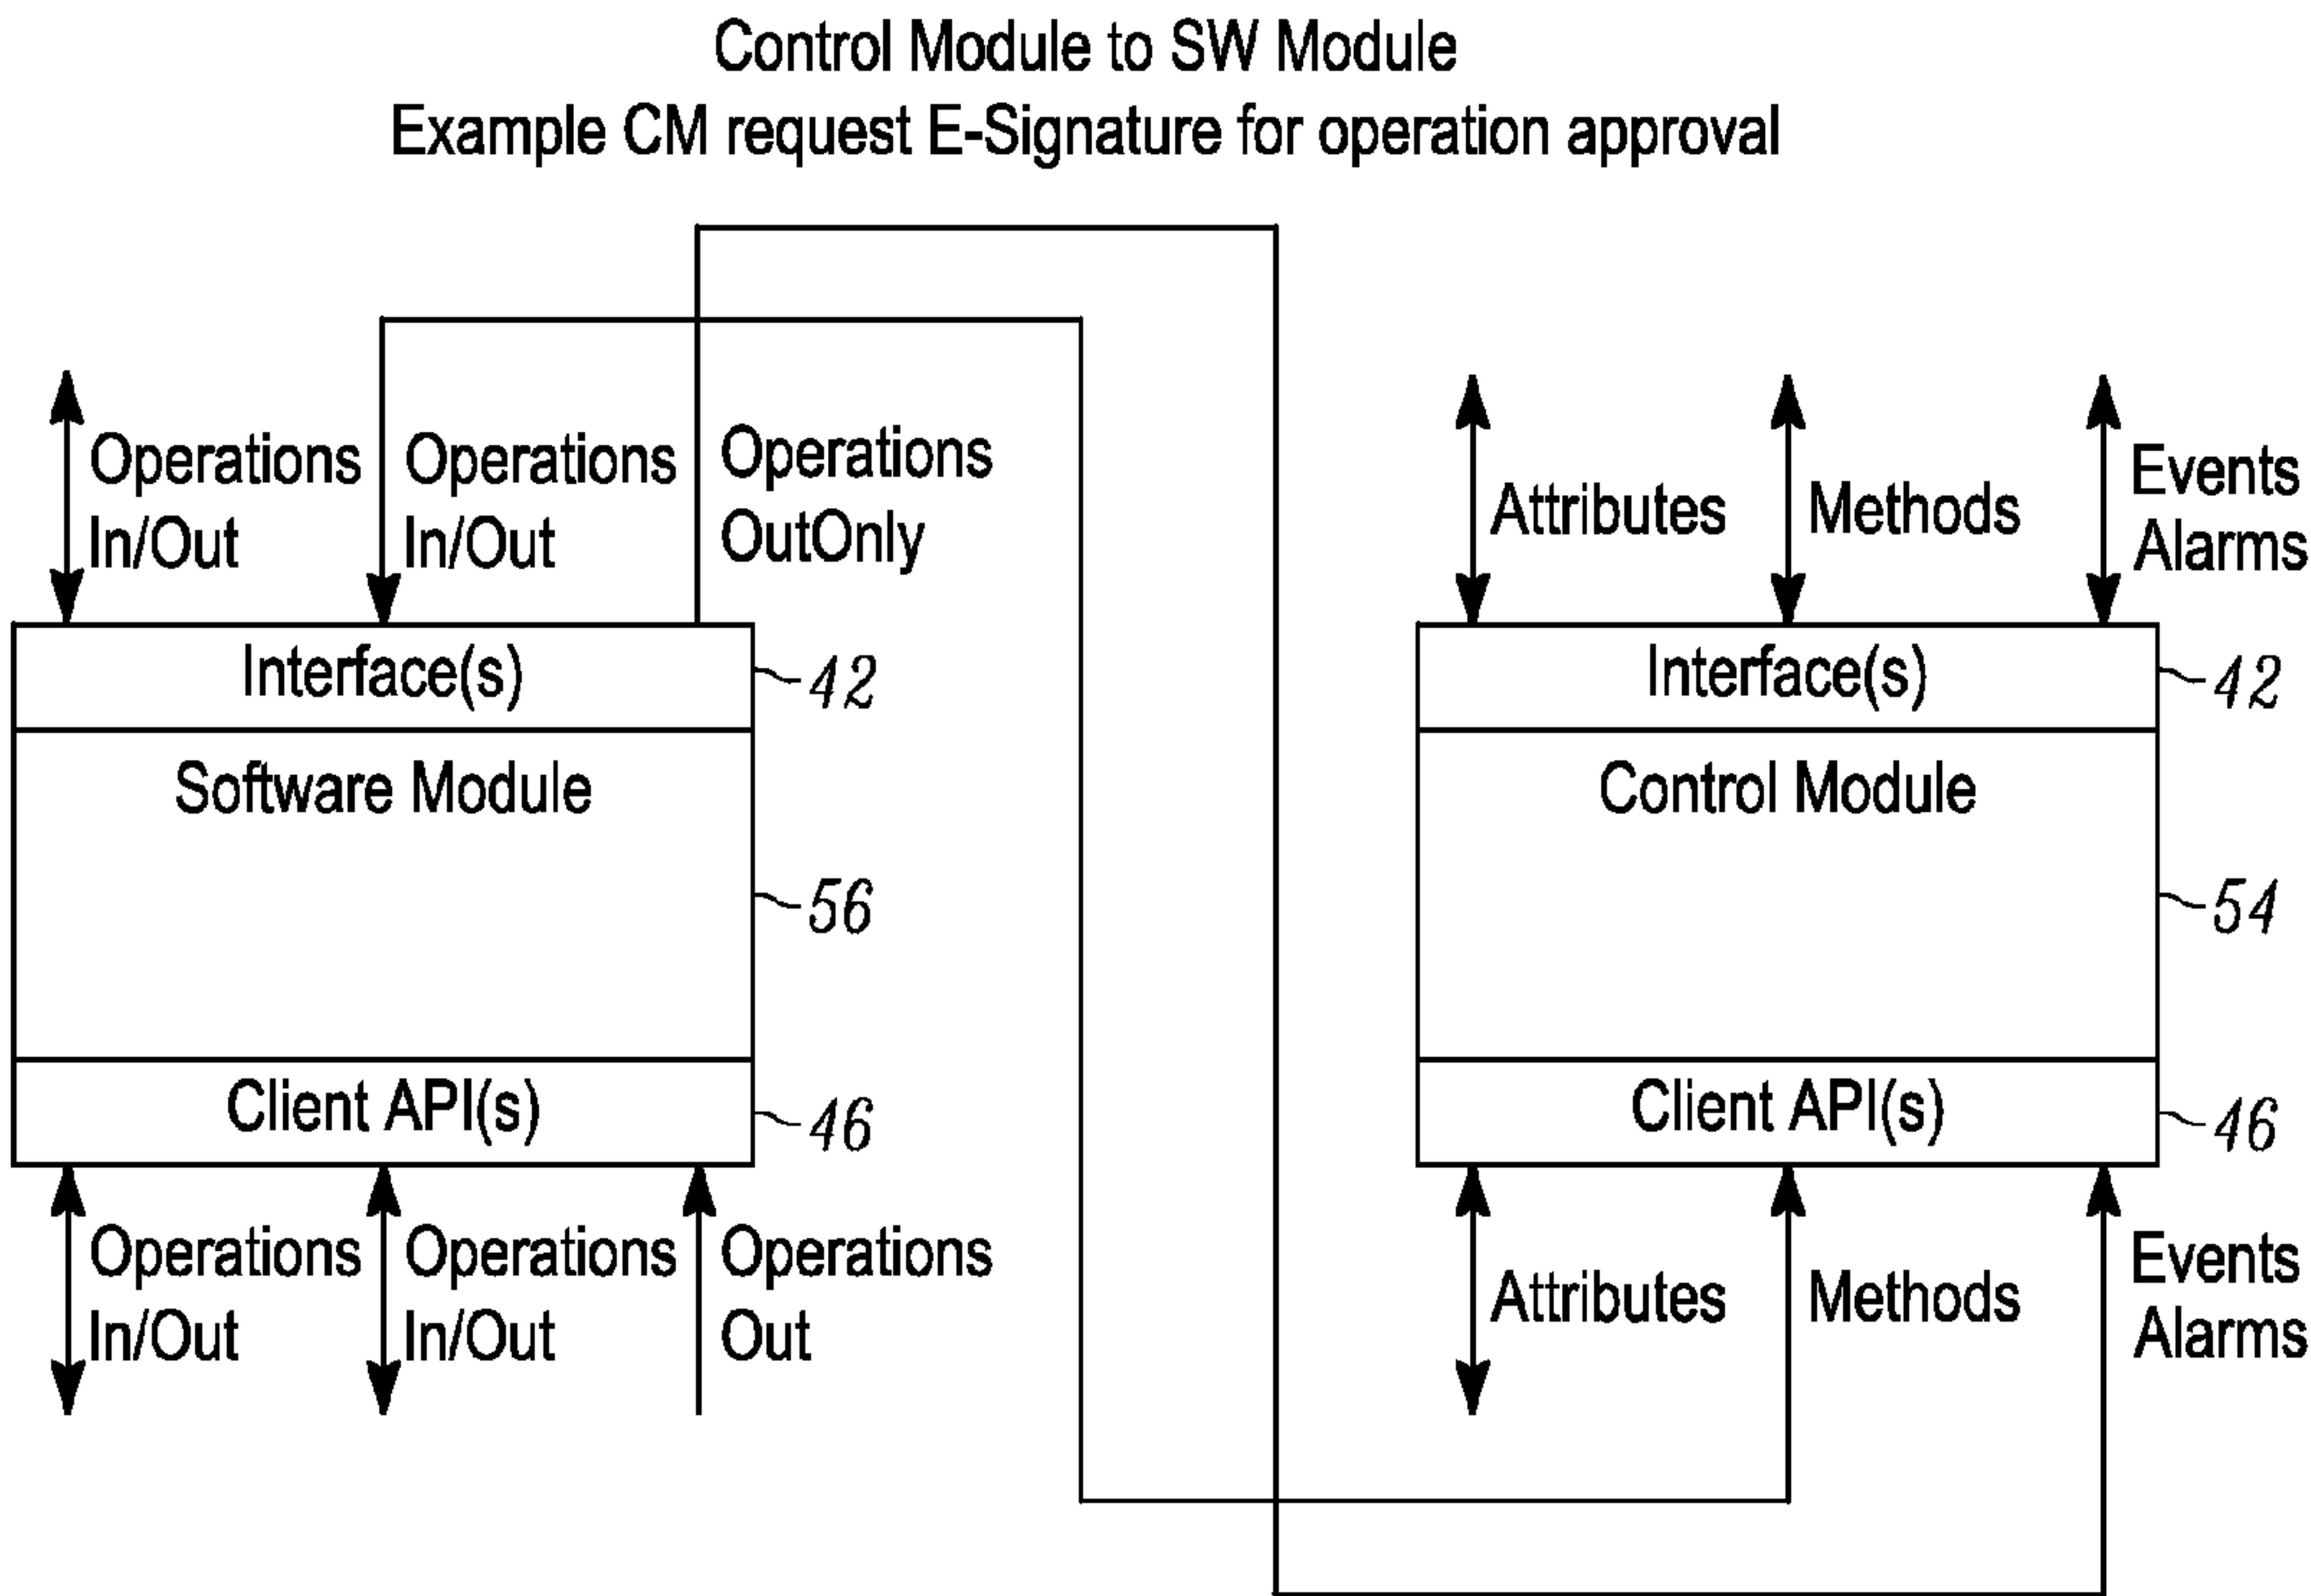 Control Module to SW Module
Example CM request E-Signature for operation approval
Operations
In/Out
Operations
In/Out
Operations
OutOnly
Attributes
Methods
Events
Alarms
Interface(s)
42
Software Module
56
Client API(s)
46
Interface(s)
42
Control Module
54
Client API(s)
46
Operations
In/Out
Operations
In/Out
Operations
Out
Attributes
Methods
Events
Alarms